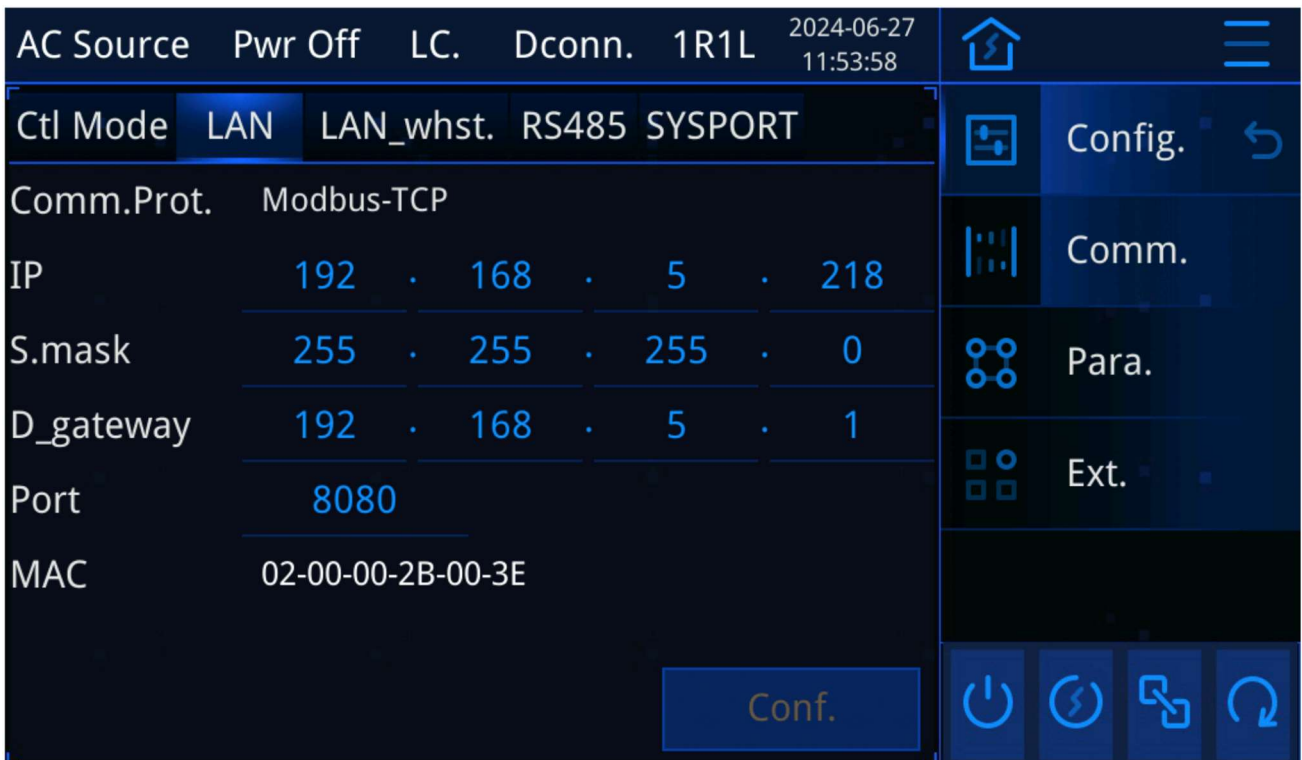 AC Source Pwr Off LC. Dconn. 1R1L 2024-06-27
11:53:58
Ctl Mode LAN LAN_whst. RS485 SYSPORT
Comm.Prot. Modbus-TCP
IP 192 . 168 . 5 . 218
S.mask 255 . 255 . 255 . 0
D_gateway 192 . 168 . 5 . 1
Port 8080
MAC 02-00-00-2B-00-3E
Conf.
Config.
Comm.
Para.
Ext.